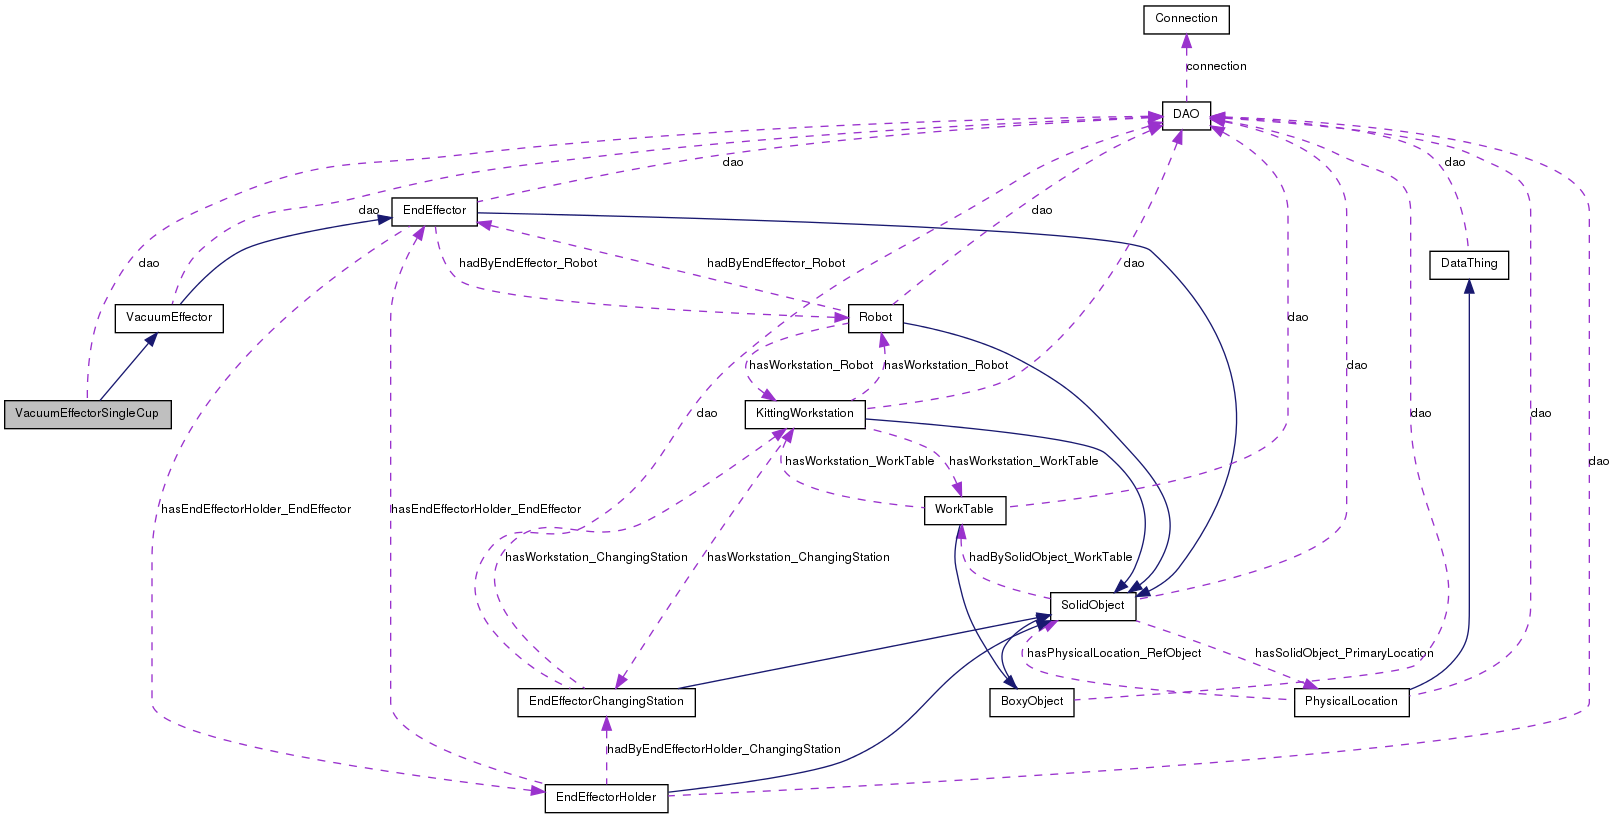 Connection
connection
DAO
dao
dao
EndEffector
dao
dao
dao
hadByEndEffector_Robot
hadByEndEffector_Robot
dao
DataThing
VacuumEffector
Robot
dao
hasWorkstation_Robot
hasWorkstation_Robot
dao
VacuumEffectorSingleCup
dao
KittingWorkstation
dao
dao
hasWorkstation_WorkTable
hasWorkstation_WorkTable
dao
hasEndEffectorHolder_EndEffector
hasEndEffectorHolder_EndEffector
WorkTable
hasWorkstation_ChangingStation
hasWorkstation_ChangingStation
hadBySolidObject_WorkTable
SolidObject
hasPhysicalLocation_RefObject
hasSolidObject_PrimaryLocation
EndEffectorChangingStation
BoxyObject
PhysicalLocation
hadByEndEffectorHolder_ChangingStation
EndEffectorHolder